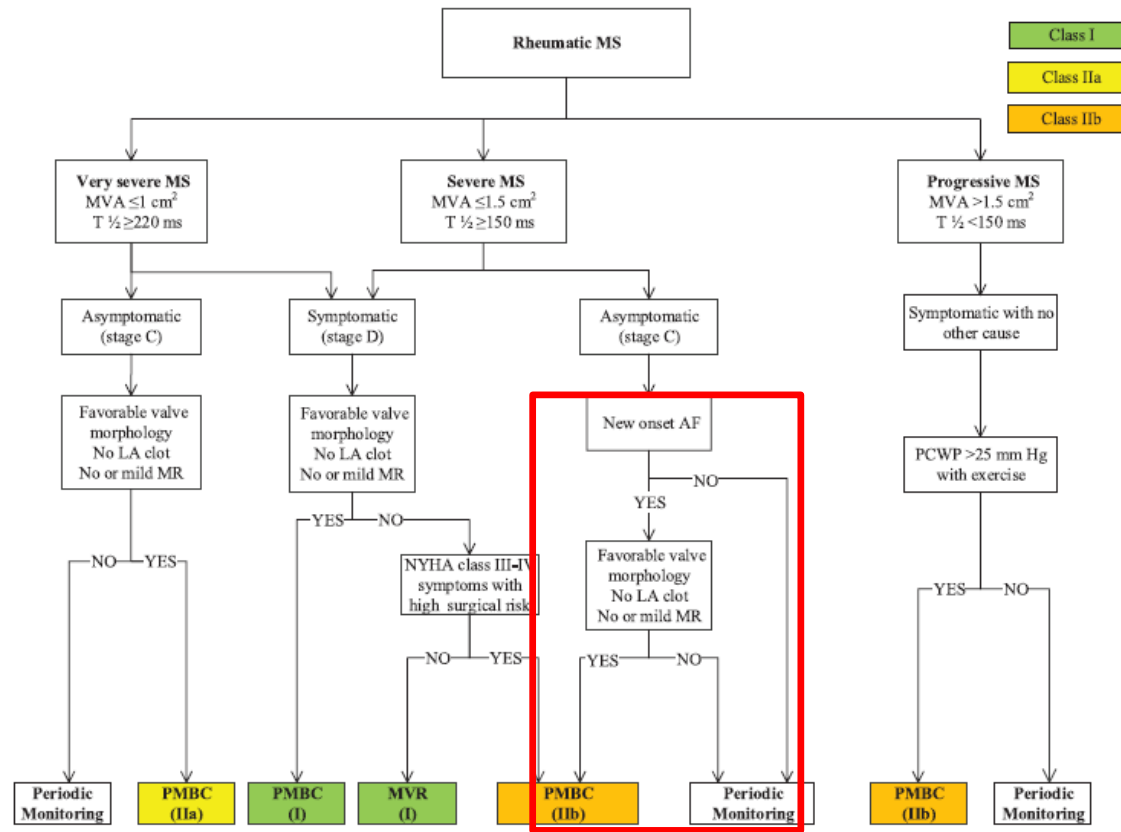 Rheumatic MS
Class I
Class IIa
Class IIb
Very severe MS
MVA ≤1 cm²
T ½ ≥220 ms
Severe MS
MVA ≤1.5 cm²
T ½ ≥150 ms
Progressive MS
MVA >1.5 cm²
T ½ <150 ms
Asymptomatic
(stage C)
Symptomatic
(stage D)
Asymptomatic
(stage C)
Symptomatic with no
other cause
Favorable valve
morphology
No LA clot
No or mild MR
Favorable valve
morphology
No LA clot
No or mild MR
New onset AF
PCWP >25 mm Hg
with exercise
NO
YES
YES
NO
YES
NO
NYHA class III-IV
symptoms with
high surgical risk
Favorable valve
morphology
No LA clot
No or mild MR
NO
YES
YES
NO
YES
NO
Periodic
Monitoring
PMBC
(IIa)
PMBC
(I)
MVR
(I)
PMBC
(IIb)
Periodic
Monitoring
PMBC
(IIb)
Periodic
Monitoring